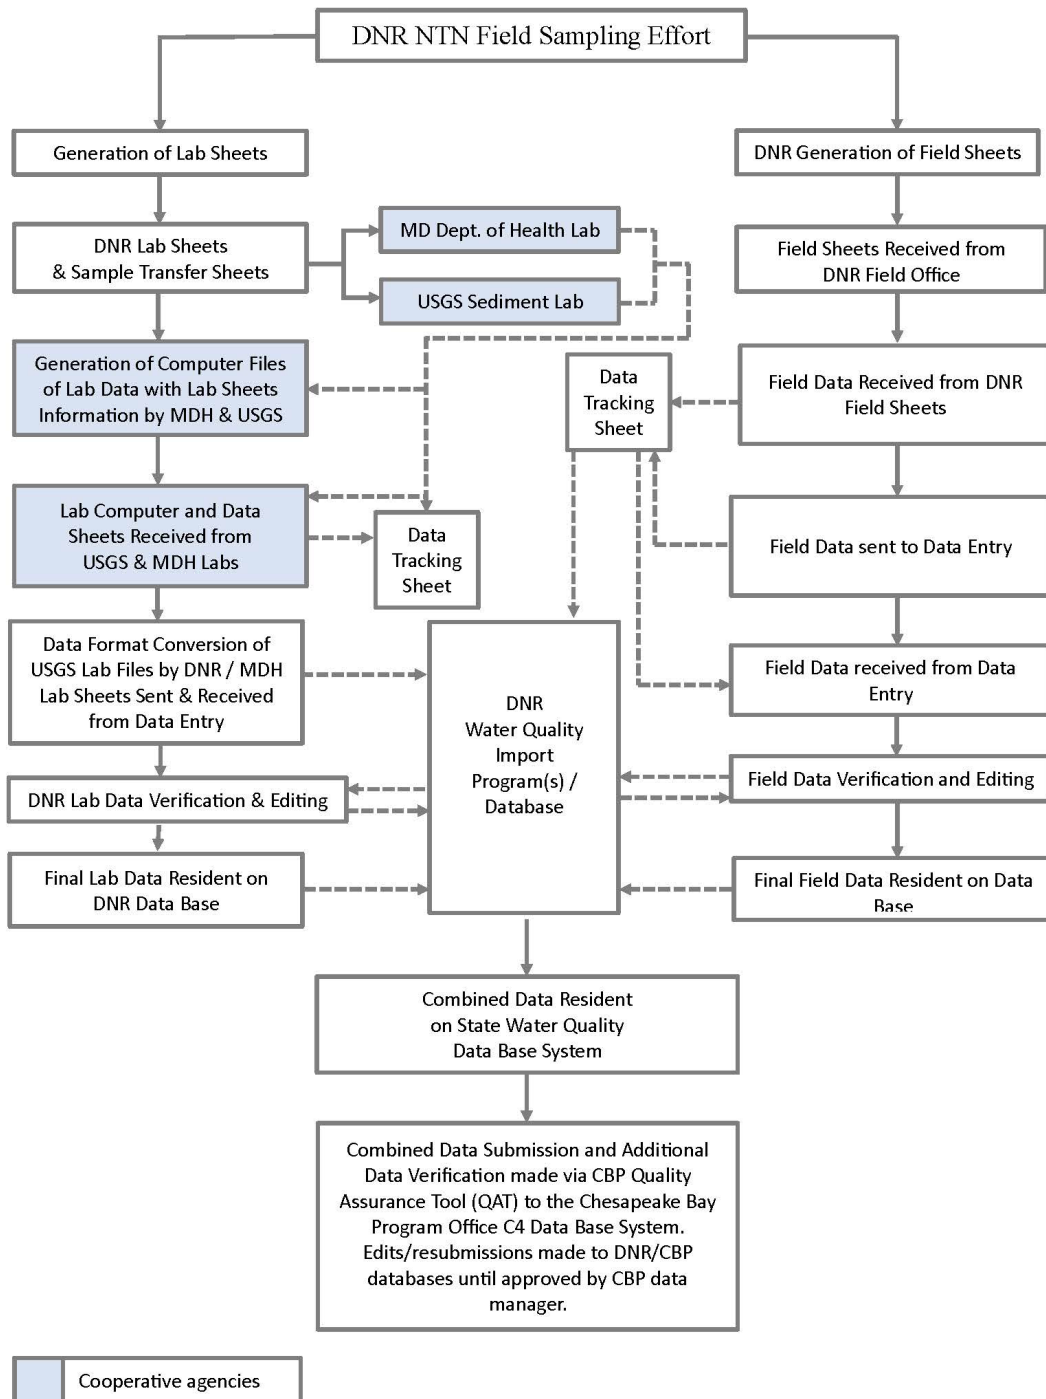 DNR NTN Field Sampling Effort
Generation of Lab Sheets
DNR Generation of Field Sheets
DNR Lab Sheets
& Sample Transfer Sheets
MD Dept. of Health Lab
USGS Sediment Lab
Field Sheets Received from
DNR Field Office
Generation of Computer Files
of Lab Data with Lab Sheets
Information by MDH & USGS
Data
Tracking
Sheet
Field Data Received from DNR
Field Sheets
Lab Computer and Data
Sheets Received from
USGS & MDH Labs
Data
Tracking
Sheet
Field Data sent to Data Entry
Data Format Conversion of
USGS Lab Files by DNR / MDH
Lab Sheets Sent & Received
from Data Entry
DNR
Water Quality
Import
Program(s) /
Database
Field Data received from Data
Entry
DNR Lab Data Verification & Editing
Field Data Verification and Editing
Final Lab Data Resident on
DNR Data Base
Final Field Data Resident on Data
Base
Combined Data Resident
on State Water Quality
Data Base System
Combined Data Submission and Additional
Data Verification made via CBP Quality
Assurance Tool (QAT) to the Chesapeake Bay
Program Office C4 Data Base System.
Edits/resubmissions made to DNR/CBP
databases until approved by CBP data
manager.
Cooperative agencies